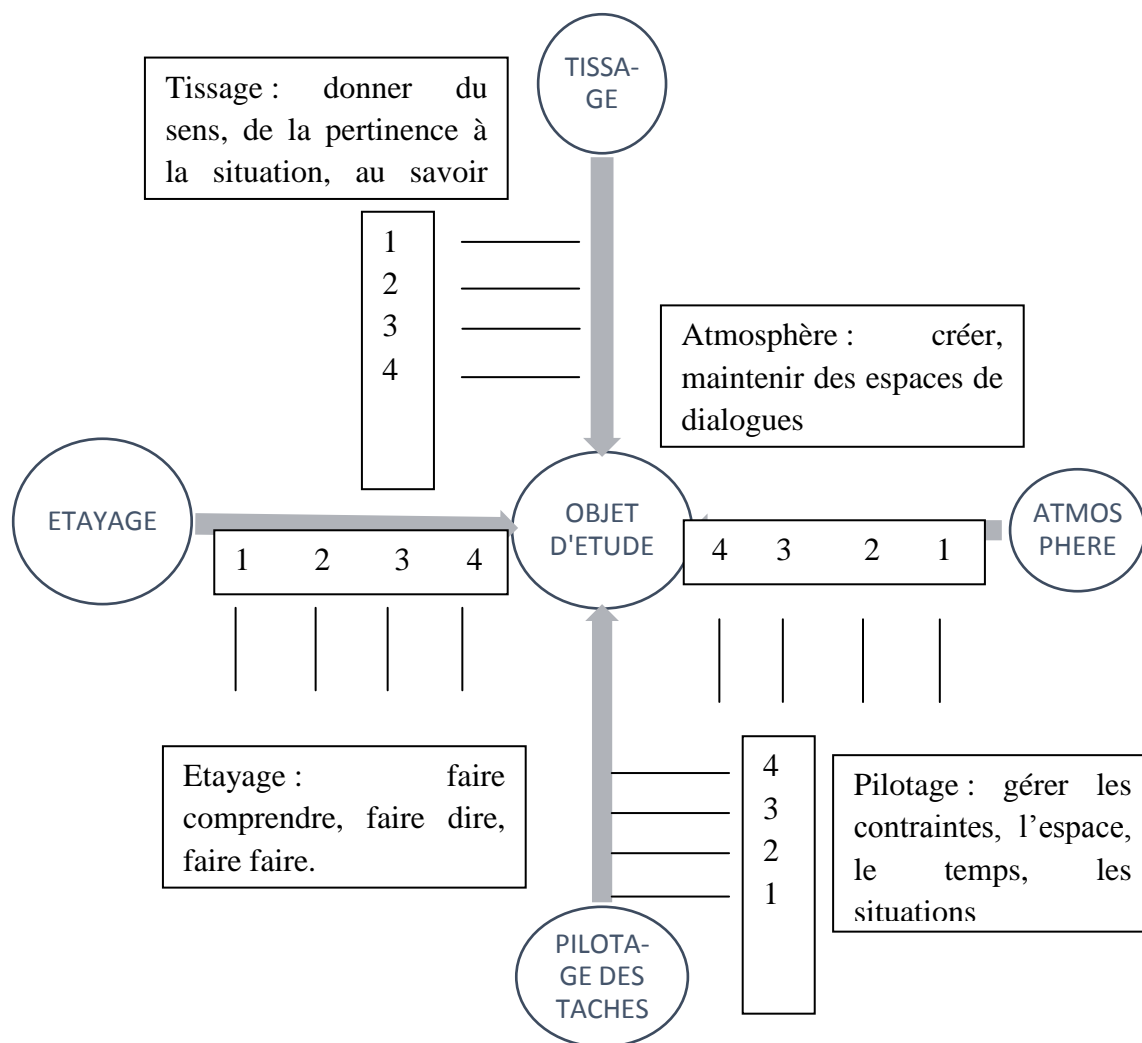 TISSA-
GE
Tissage : donner du
sens, de la pertinence à
la situation, au savoir
1
2
3
4
Atmosphère : créer,
maintenir des espaces de
dialogues
ETAYAGE
OBJET
D'ETUDE
ATMOS
PHERE
1 2 3 4
4 3 2 1
Etayage : faire
comprendre, faire dire,
faire faire.
4
3
2
1
Pilotage : gérer les
contraintes, l’espace,
le temps, les
situations
PILOTA-
GE DES
TACHES